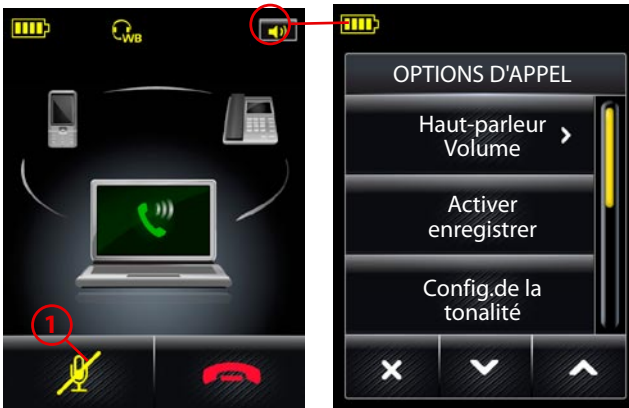 WB
1
OPTIONS D'APPEL
Haut-parleur
Volume
Activer
enregistrer
Config.de la
tonalité